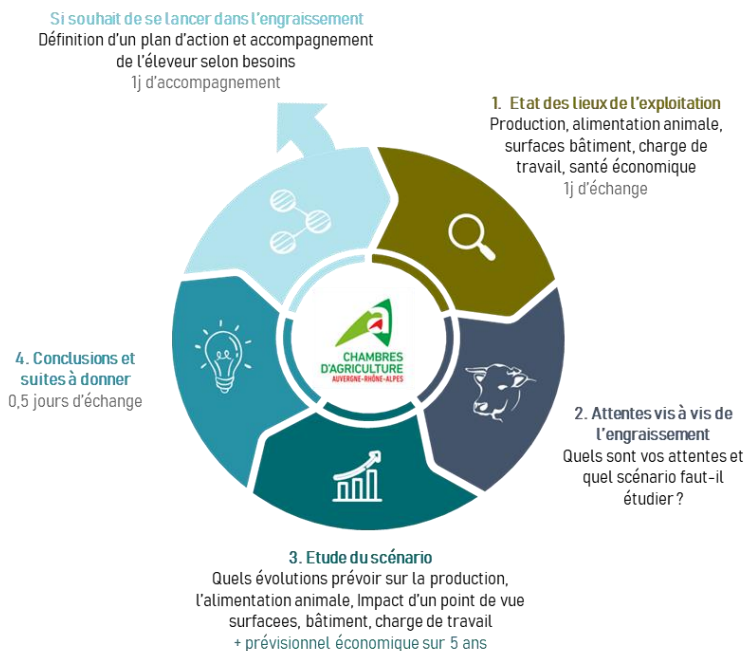 Si souhait de se lancer dans l'engraissement
Définition d'un plan d'action et accompagnement
de l'éleveur selon besoins
1j d'accompagnement
1. Etat des lieux de l'exploitation
Production, alimentation animale,
surfaces bâtiment, charge de
travail, santé économique
1j d'échange
2. Attentes vis à vis de
l'engraissement
Quels sont vos attentes et
quel scénario faut-il
étudier ?
3. Etude du scénario
Quels évolutions prévoir sur la production,
l'alimentation animale, Impact d'un point de vue
surfacees, bâtiment, charge de travail
+ prévisionnel économique sur 5 ans
4. Conclusions et
suites à donner
0,5 jours d'échange
CHAMBRES
D'AGRICULTURE
AUVERGNE-RHÔNE-ALPES